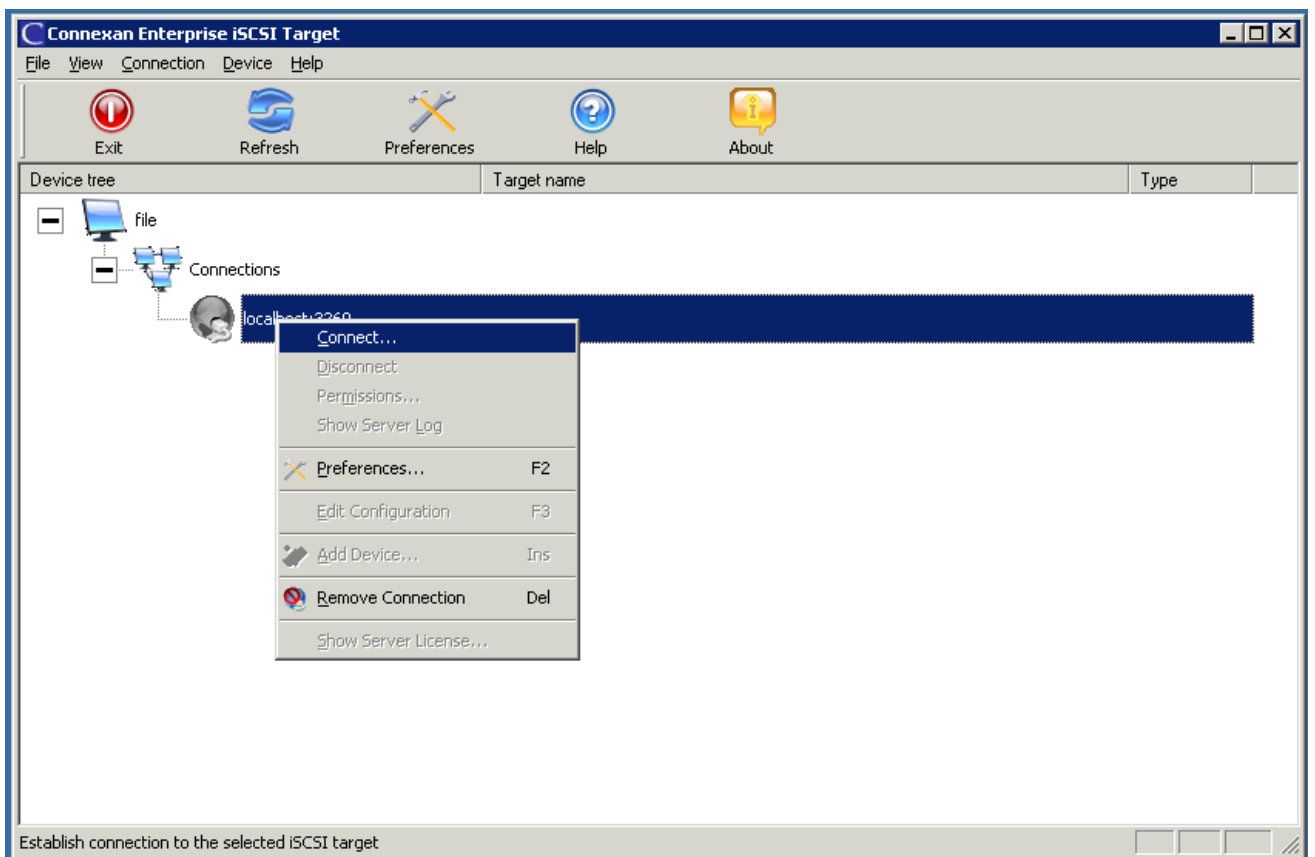 Connexan Enterprise iSCSI Target
File View Connection Device Help
Exit Refresh Preferences Help About
Device tree Target name Type
file
Connections
localhost:3260
Connect...
Disconnect
Permissions...
Show Server Log
Preferences... F2
Edit Configuration F3
Add Device... Ins
Remove Connection Del
Show Server License...
Establish connection to the selected iSCSI target